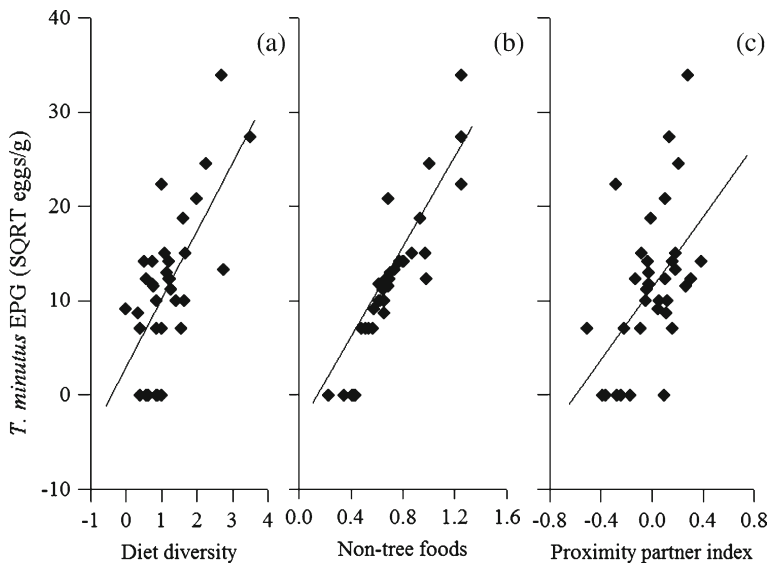 40
30
20
10
0
-10
T. minutus EPG (SQRT eggs/g)
(a)
-1 0 1 2 3 4
Diet diversity
(b)
0.0 0.4 0.8 1.2 1.6
Non-tree foods
(c)
-0.8 -0.4 0.0 0.4 0.8
Proximity partner index